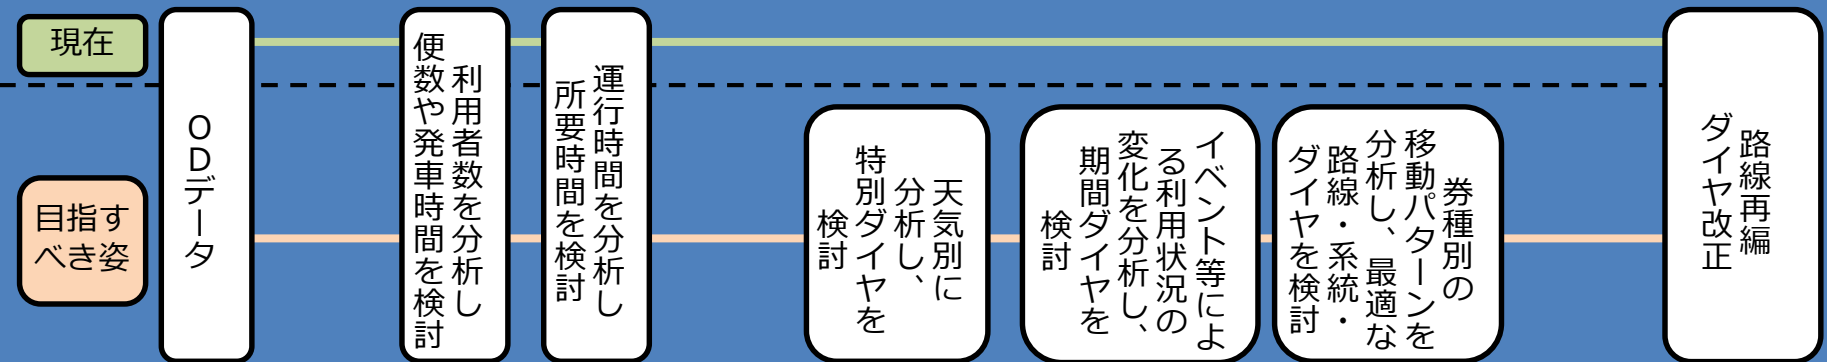 現在
目指す
べき姿
ODデータ
利用者数を分析し
便数や発車時間を検討
運行時間を分析し
所要時間を検討
天気別に
分析し、
特別ダイヤを
検討
イベント等によ
る利用状況の
変化を分析し、
期間ダイヤを
検討
券種別の
移動パターンを
分析し、最適な
路線・系統・
ダイヤを検討
路線再編
ダイヤ改正